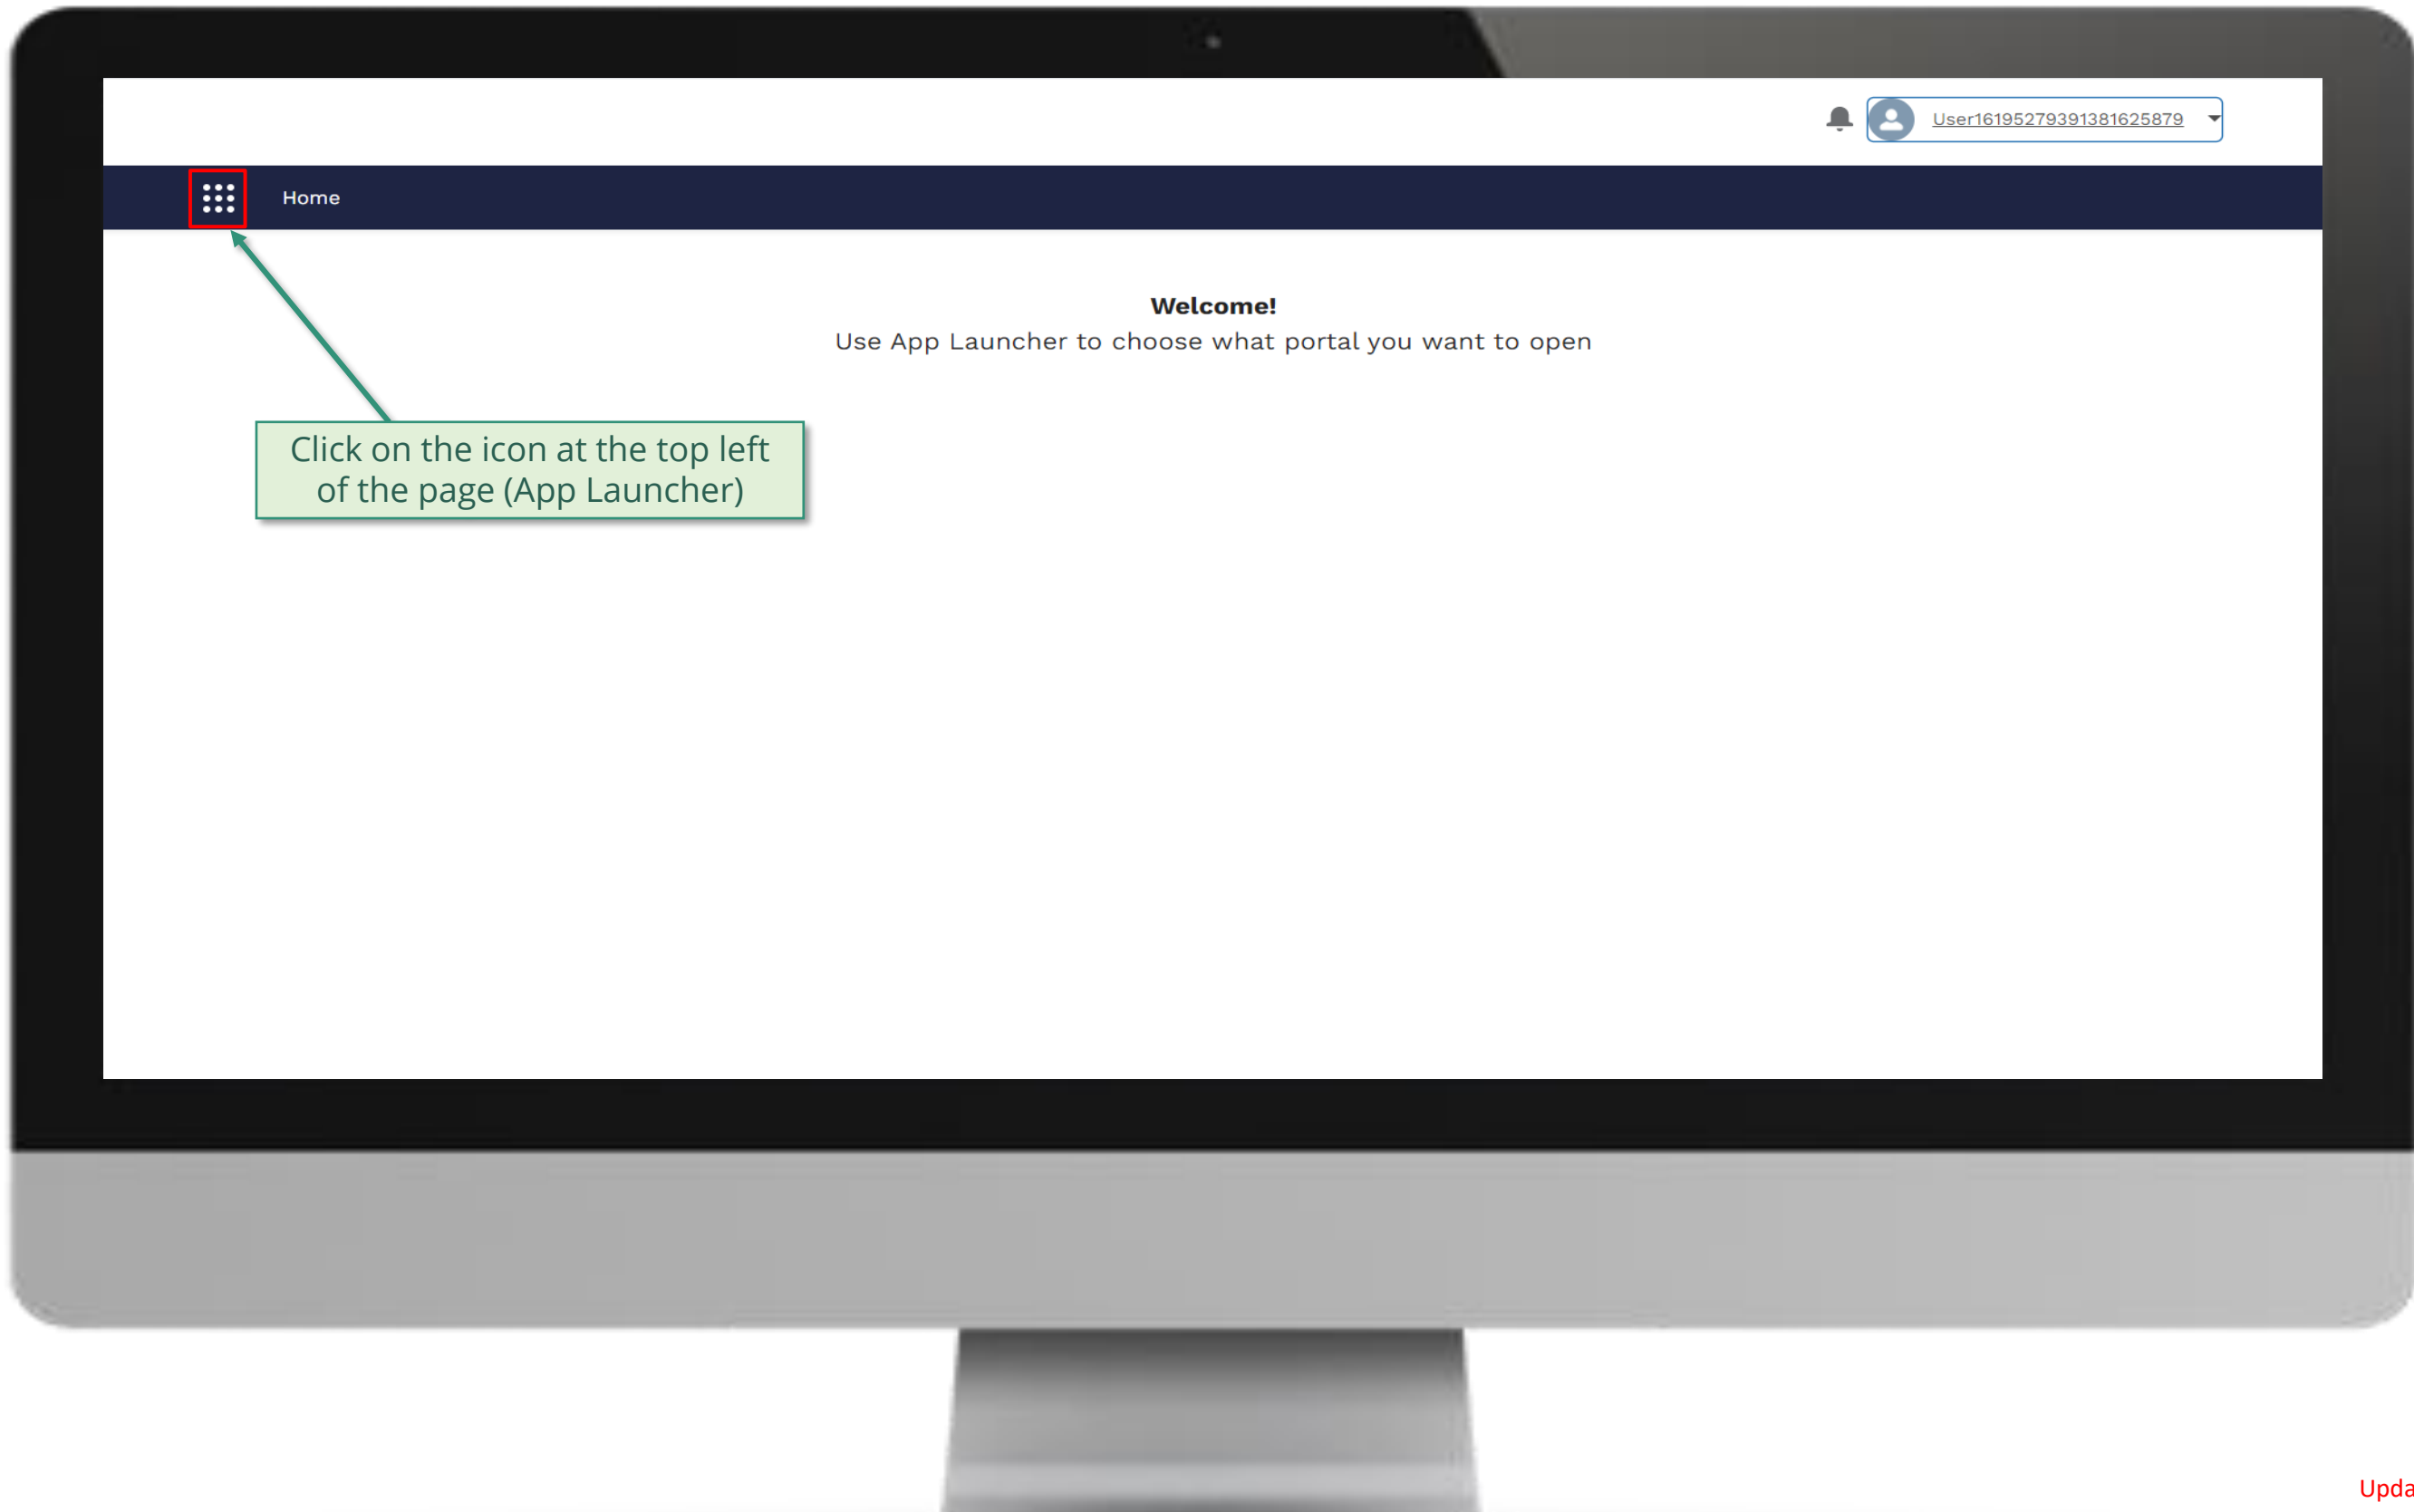 User16195279391381625879
Home
Welcome!
Use App Launcher to choose what portal you want to open
Click on the icon at the top left
of the page (App Launcher)